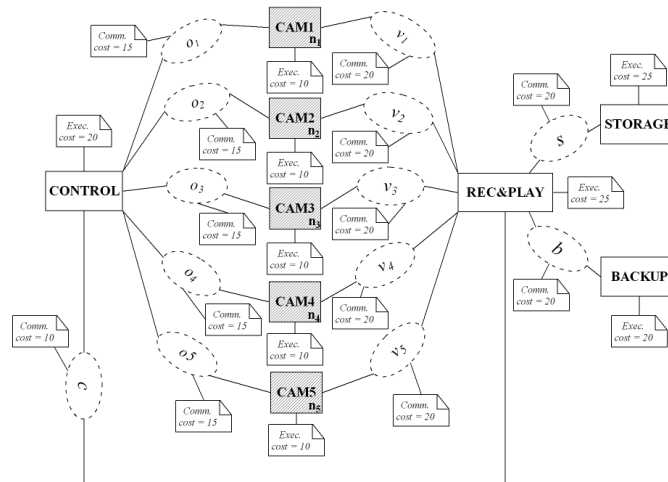 CAM1
n1
o1
v1
Comm.
cost = 15
Exec.
cost = 10
Comm.
cost = 20
Exec.
cost = 25
Comm.
cost = 20
STORAGE
s
Exec.
cost = 20
o2
CAM2
n2
v2
Comm.
cost = 15
Exec.
cost = 10
Comm.
cost = 20
CONTROL
o3
CAM3
n3
v3
REC&PLAY
Exec.
cost = 25
Comm.
cost = 15
Exec.
cost = 10
Comm.
cost = 20
b
o4
CAM4
n4
v4
BACKUP
Comm.
cost = 20
Comm.
cost = 15
Exec.
cost = 10
Comm.
cost = 20
Exec.
cost = 20
Comm.
cost = 10
c
o5
CAM5
n5
v5
Comm.
cost = 15
Exec.
cost = 10
Comm.
cost = 20